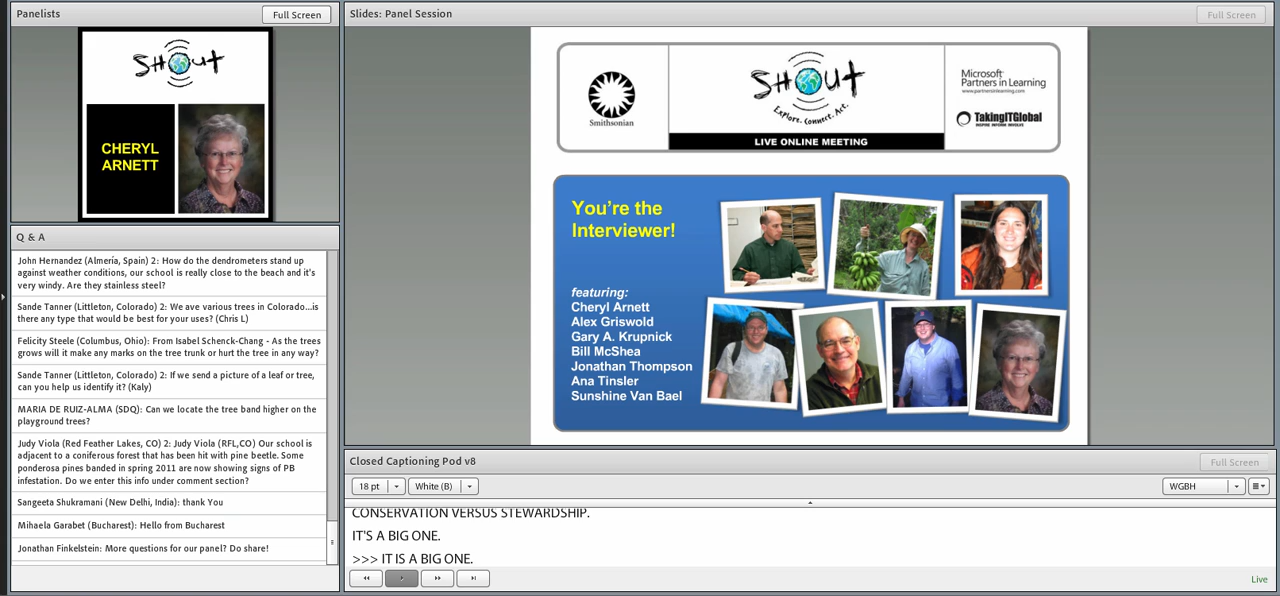 Panelists
Full Screen
SHOUT
CHERYL
ARNETT
Q & A
John Hernandez (Almería, Spain) 2: How do the dendrometers stand up
against weather conditions, our school is really close to the beach and it's
very windy. Are they stainless steel?
Sande Tanner (Littleton, Colorado) 2: We ave various trees in Colorado...is
there any type that would be best for your uses? (Chris L)
Felicity Steele (Columbus, Ohio): From Isabel Schenck-Chang - As the trees
grows will it make any marks on the tree trunk or hurt the tree in any way?
Sande Tanner (Littleton, Colorado) 2: If we send a picture of a leaf or tree,
can you help us identify it? (Kaly)
MARIA DE RUIZ-ALMA (SDQ): Can we locate the tree band higher on the
playground trees?
Judy Viola (Red Feather Lakes, CO) 2: Judy Viola (RFL,CO) Our school is
adjacent to a coniferous forest that has been hit with pine beetle. Some
ponderosa pines banded in spring 2011 are now showing signs of PB
infestation. Do we enter this info under comment section?
Sangeeta Shukramani (New Delhi, India): thank You
Mihaela Garabet (Bucharest): Hello from Bucharest
Jonathan Finkelstein: More questions for our panel? Do share!
Slides: Panel Session
Full Screen
Smithsonian
SHOUT
Explore. Connect. Act.
LIVE ONLINE MEETING
Microsoft
Partners in Learning
www.partnersinlearning.com
TakingITGlobal
INSPIRE INFORM INVOLVE
You're the
Interviewer!
featuring:
Cheryl Arnett
Alex Griswold
Gary A. Krupnick
Bill McShea
Jonathan Thompson
Ana Tinsler
Sunshine Van Bael
Closed Captioning Pod v8
Full Screen
18 pt
White (B)
WGBH
CONSERVATION VERSUS STEWARDSHIP.
IT'S A BIG ONE.
>>> IT IS A BIG ONE.
Live